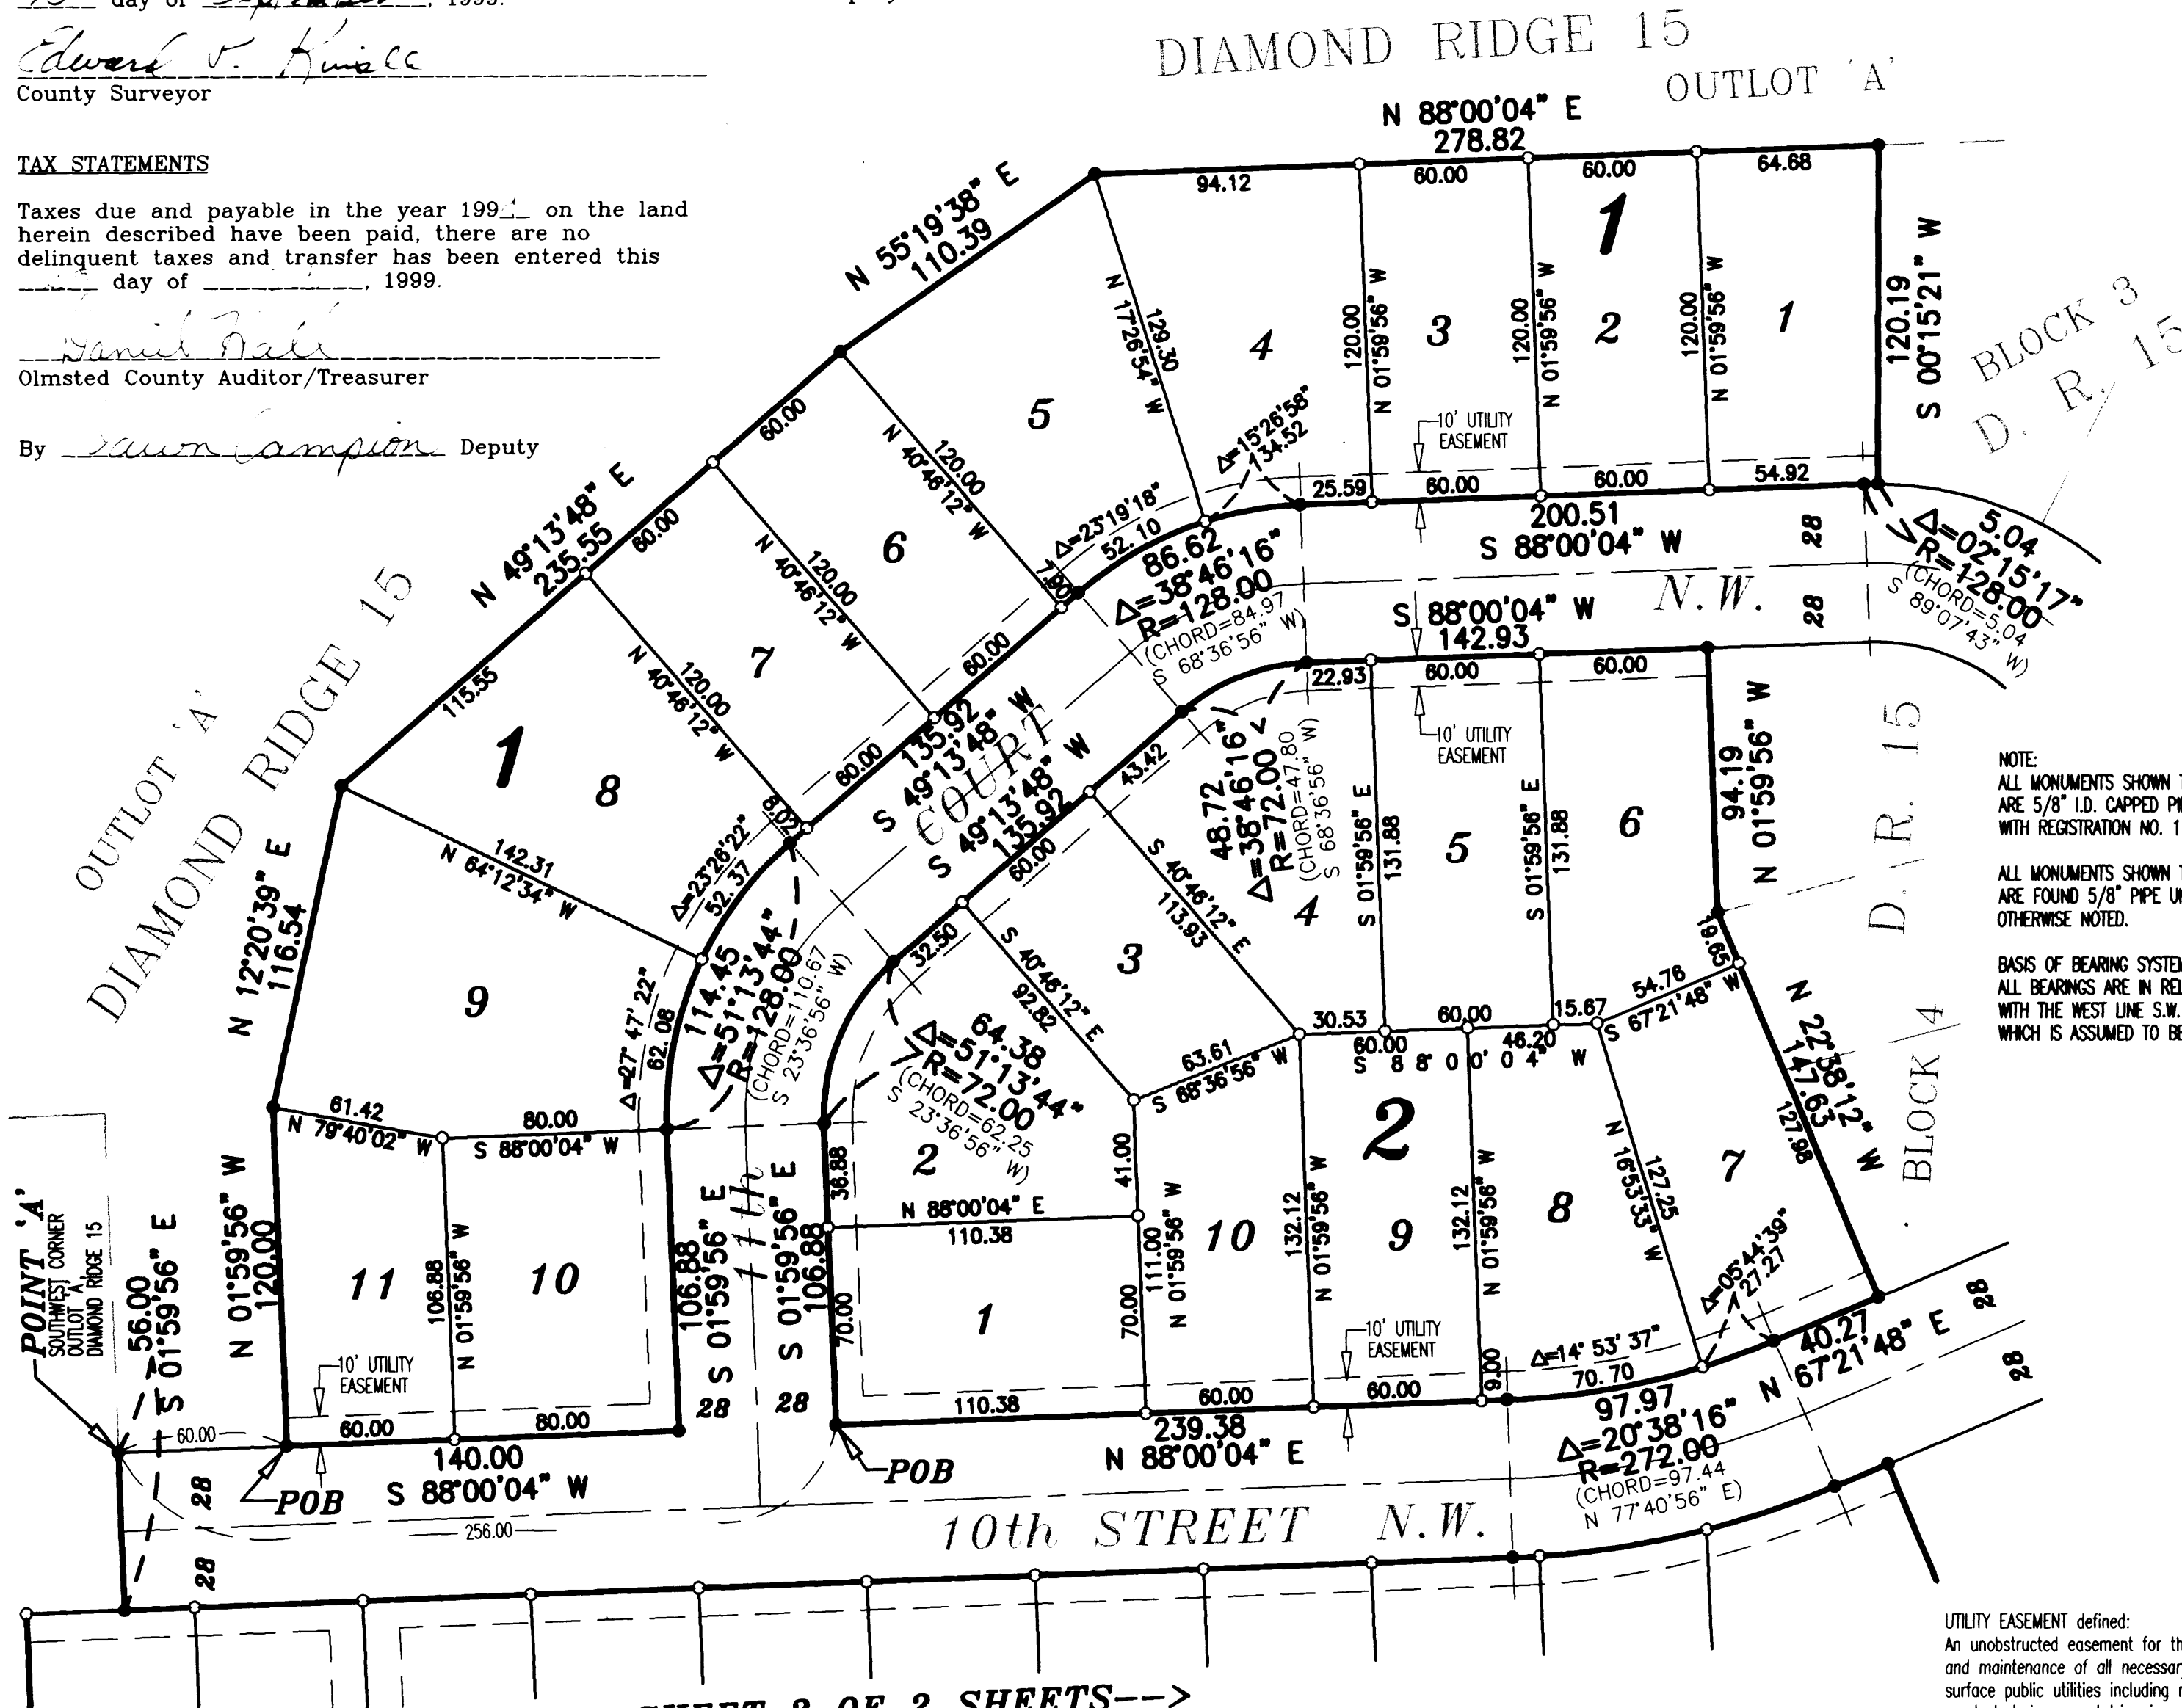 day of
, 1999.
County Surveyor
TAX STATEMENTS
Taxes due and payable in the year 199 on the land
herein described have been paid, there are no
delinquent taxes and transfer has been entered this
day of , 1999.
Olmsted County Auditor/Treasurer
By Dawn Campion Deputy
DIAMOND RIDGE 15
OUTLOT 'A'
N 88°00'04" E
278.82
94.12
60.00
60.00
64.68
N 55°19'38" E
110.39
N 17°26'54" W
129.30
120.00
N 01°59'56" W
120.00
N 01°59'56" W
120.00
N 01°59'56" W
1
4
3
2
1
120.19
S 00°15'21" W
BLOCK 3
D. R. 15
5
60.00
N 40°46'12" W
120.00
Δ=15°26'58"
34.52
10' UTILITY
EASEMENT
25.59
60.00
60.00
54.92
200.51
S 88°00'04" W
28
28
5.04
Δ=02°15'17"
R=128.00
(CHORD=5.04
S 89°07'43" W)
N 49°13'48" E
235.55
60.00
6
120.00
N 40°46'12" W
Δ=23°19'18"
52.10
7.90
86.62
Δ=38°46'16"
R=128.00
(CHORD=84.97
S 68°36'56" W)
N.W.
S 88°00'04" W
142.93
22.93
60.00
60.00
10' UTILITY
EASEMENT
OUTLOT 'A'
DIAMOND RIDGE 15
115.55
7
120.00
N 40°46'12" W
60.00
60.00
8.02
135.92
S 49°13'48" W
COURT
S 49°13'48" W
135.92
43.42
60.00
32.50
48.72
Δ=38°46'16"
R=72.00
(CHORD=47.80
S 68°36'56" W)
S 01°59'56" E
131.88
S 01°59'56" E
131.88
94.19
N 01°59'56" W
D. R. 15
BLOCK 4
NOTE:
ALL MONUMENTS SHOWN
ARE 5/8" I.D. CAPPED
WITH REGISTRATION NO. 1
ALL MONUMENTS SHOWN
ARE FOUND 5/8" PIPE
OTHERWISE NOTED.
BASIS OF BEARING
ALL BEARINGS ARE IN
WITH THE WEST LINE S.W.
WHICH IS ASSUMED TO
1
8
142.31
N 64°12'34" W
N 12°20'39" E
116.54
9
Δ=23°26'22"
52.37
Δ=27°47'22"
62.08
114.45
Δ=51°13'44"
R=128.00
(CHORD=110.67
S 23°36'56" W)
3
4
5
6
S 40°46'12" E
113.93
S 40°46'12" E
92.82
64.38
Δ=51°13'44"
R=72.00
(CHORD=62.25
S 23°36'56" W)
63.61
S 68°36'56" W
30.53
60.00
60.00
46.20
15.67
S 88°00'04" W
54.76
S 67°21'48" W
19.65
N 22°38'12" W
147.63
127.98
61.42
N 79°40'02" W
80.00
S 88°00'04" W
N 01°59'56" W
120.00
11
106.88
N 01°59'56" W
10
106.88
S 01°59'56" E
11th
S 01°59'56" E
106.88
36.88
70.00
2
N 88°00'04" E
110.38
1
41.00
70.00
111.00
N 01°59'56" W
10
132.12
N 01°59'56" W
2
9
132.12
N 01°59'56" W
8
N 16°53'33" W
127.25
7
Δ=05°44'39"
27.27
POINT 'A'
SOUTHWEST CORNER
OUTLOT 'A',
DIAMOND RIDGE 15
56.00
S 01°59'56" E
10' UTILITY
EASEMENT
60.00
60.00
80.00
140.00
S 88°00'04" W
POB
28
28
28
28
256.00
POB
110.38
60.00
60.00
9.00
239.38
N 88°00'04" E
10' UTILITY
EASEMENT
Δ=14°53'37"
70.70
97.97
Δ=20°38'16"
R=272.00
(CHORD=97.44
N 77°40'56" E)
40.27
N 67°21'48" E
28
28
10th STREET N.W.
SHEET 2 OF 2 SHEETS-->
UTILITY EASEMENT defined:
An unobstructed easement for
and maintenance of all
surface public utilities including